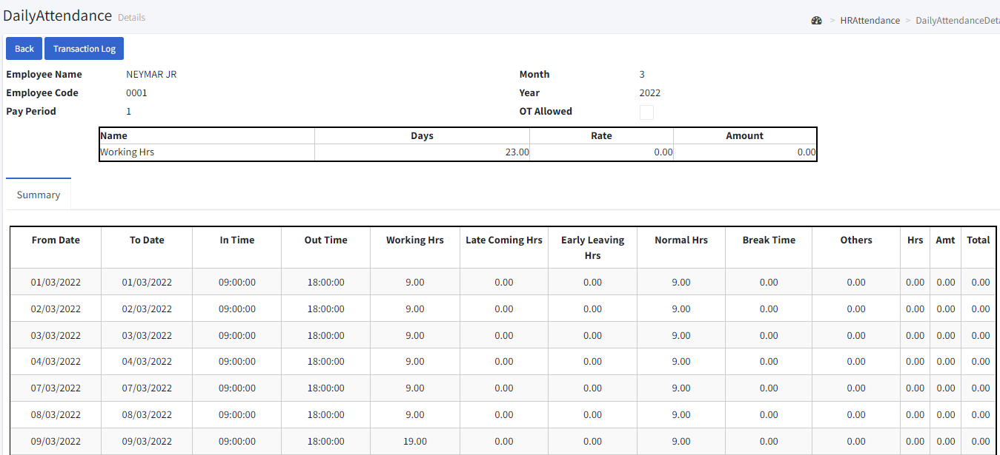 DailyAttendance Details
> HRAttendance > DailyAttendanceDeta
Back Transaction Log
Employee Name NEYMAR JR Month 3
Employee Code 0001 Year 2022
Pay Period 1 OT Allowed
Name Days Rate Amount
Working Hrs 23.00 0.00 0.00
Summary
From Date To Date In Time Out Time Working Hrs Late Coming Hrs Early Leaving Hrs Normal Hrs Break Time Others Hrs Amt Total
01/03/2022 01/03/2022 09:00:00 18:00:00 9.00 0.00 0.00 9.00 0.00 0.00 0.00 0.00 0.00
02/03/2022 02/03/2022 09:00:00 18:00:00 9.00 0.00 0.00 9.00 0.00 0.00 0.00 0.00 0.00
03/03/2022 03/03/2022 09:00:00 18:00:00 9.00 0.00 0.00 9.00 0.00 0.00 0.00 0.00 0.00
04/03/2022 04/03/2022 09:00:00 18:00:00 9.00 0.00 0.00 9.00 0.00 0.00 0.00 0.00 0.00
07/03/2022 07/03/2022 09:00:00 18:00:00 9.00 0.00 0.00 9.00 0.00 0.00 0.00 0.00 0.00
08/03/2022 08/03/2022 09:00:00 18:00:00 9.00 0.00 0.00 9.00 0.00 0.00 0.00 0.00 0.00
09/03/2022 09/03/2022 09:00:00 18:00:00 19.00 0.00 0.00 9.00 0.00 0.00 0.00 0.00 0.00